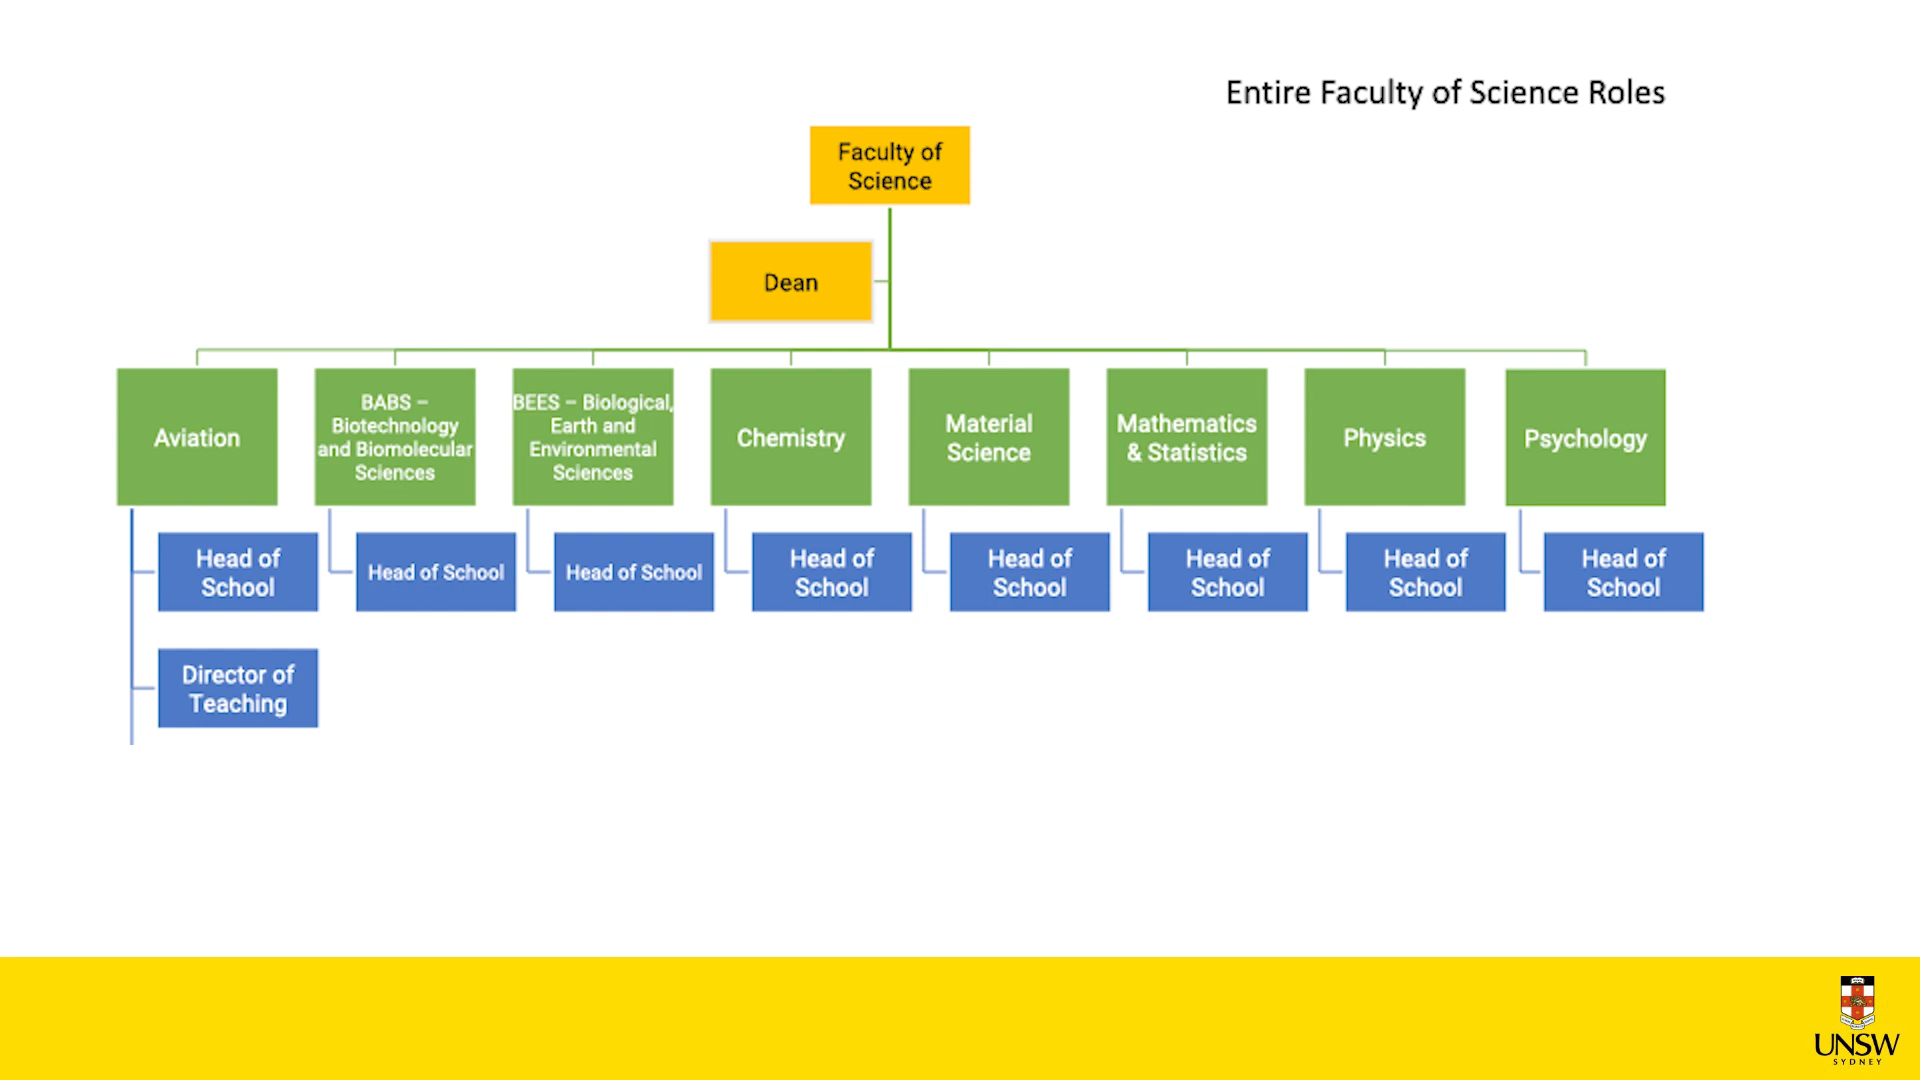 Entire Faculty of Science Roles
Faculty of
Science
Dean
Aviation
BABS –
Biotechnology
and Biomolecular
Sciences
BEES – Biological,
Earth and
Environmental
Sciences
Chemistry
Material
Science
Mathematics
& Statistics
Physics
Psychology
Head of
School
Head of School
Head of School
Head of
School
Head of
School
Head of
School
Head of
School
Head of
School
Director of
Teaching
UNSW
SYDNEY